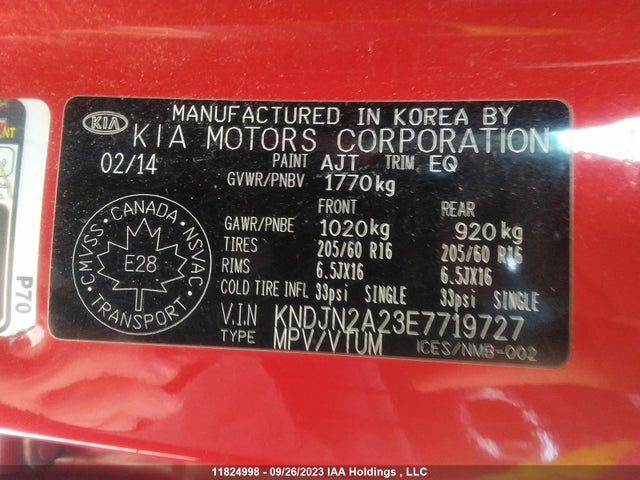 KIA
MANUFACTURED IN KOREA BY
KIA MOTORS CORPORATION
02/14 PAINT AJT TRIM EQ
GVWR/PNBV 1770kg
FRONT REAR
GAWR/PNBE 1020kg 920kg
TIRES 205/60 R16 205/60 R16
RIMS 6.5JX16 6.5JX16
COLD TIRE INFL 33psi SINGLE 33psi SINGLE
V.I.N KNDJN2A23E7719727
TYPE MPV/VTUM ICES/NMB-002
CANADA
CMVSS NSVAC
E28
TRANSPORT
P70
11824998 - 09/26/2023 IAA Holdings , LLC